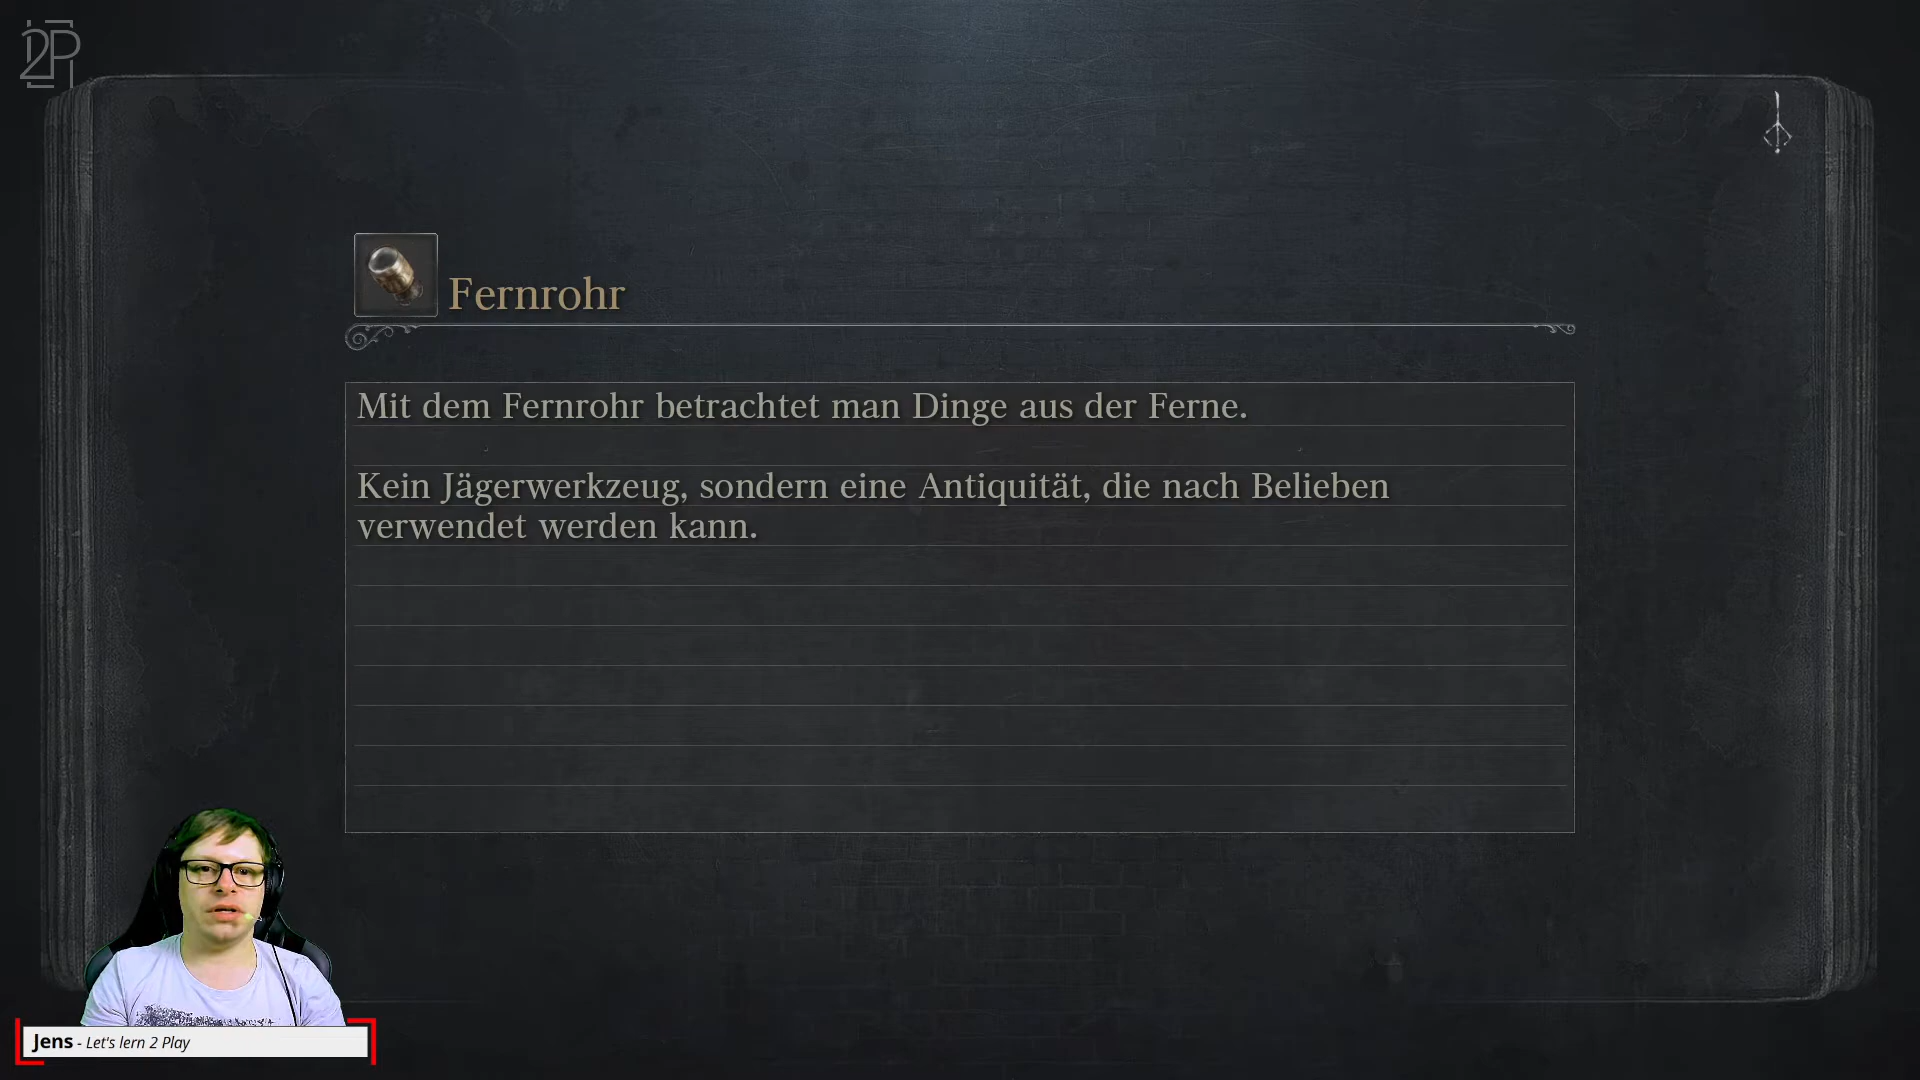 2P
Fernrohr
Mit dem Fernrohr betrachtet man Dinge aus der Ferne.
Kein Jägerwerkzeug, sondern eine Antiquität, die nach Belieben
verwendet werden kann.
Jens - Let's lern 2 Play